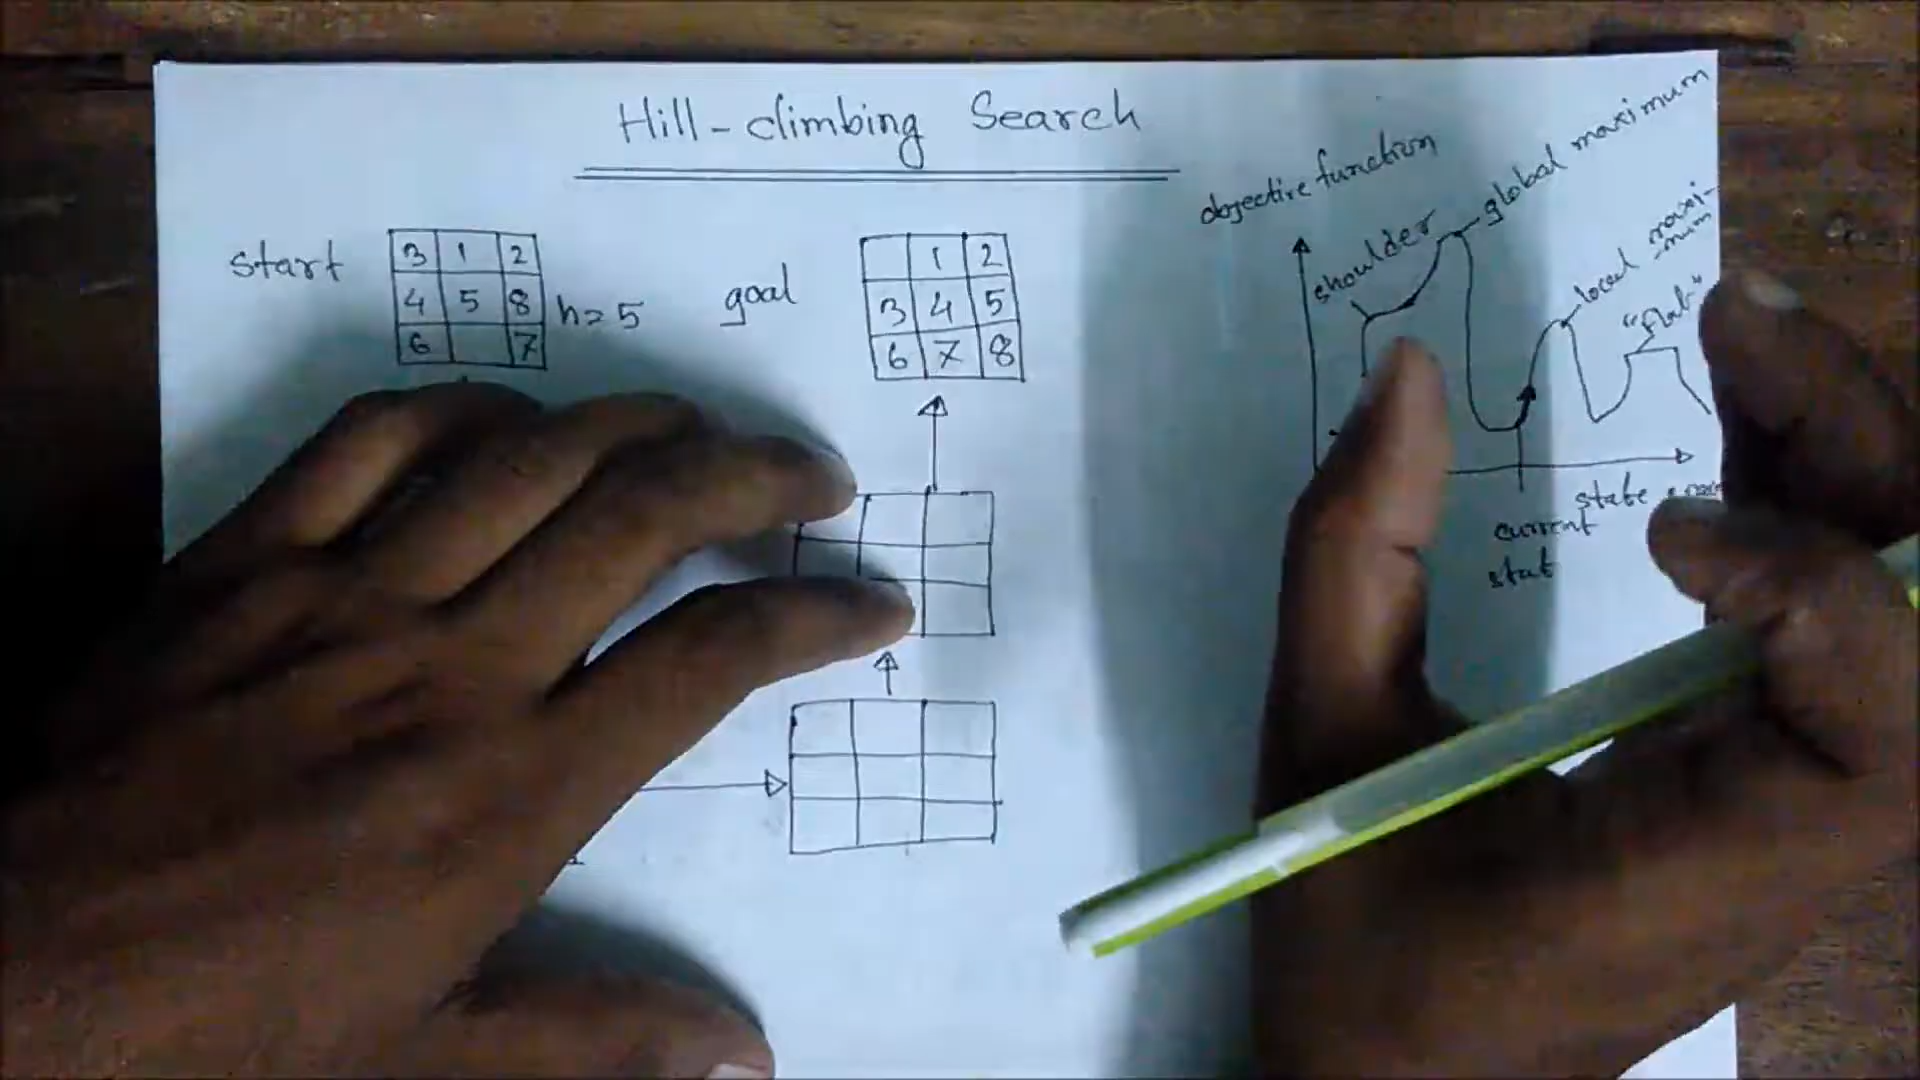 Hill-climbing Search
start
3 1 2
4 5 8
6 7
h=5
goal
1 2
3 4 5
6 7 8
objective function
shoulder
global maximum
local maxi-
mum
"flat"
state
current
stat